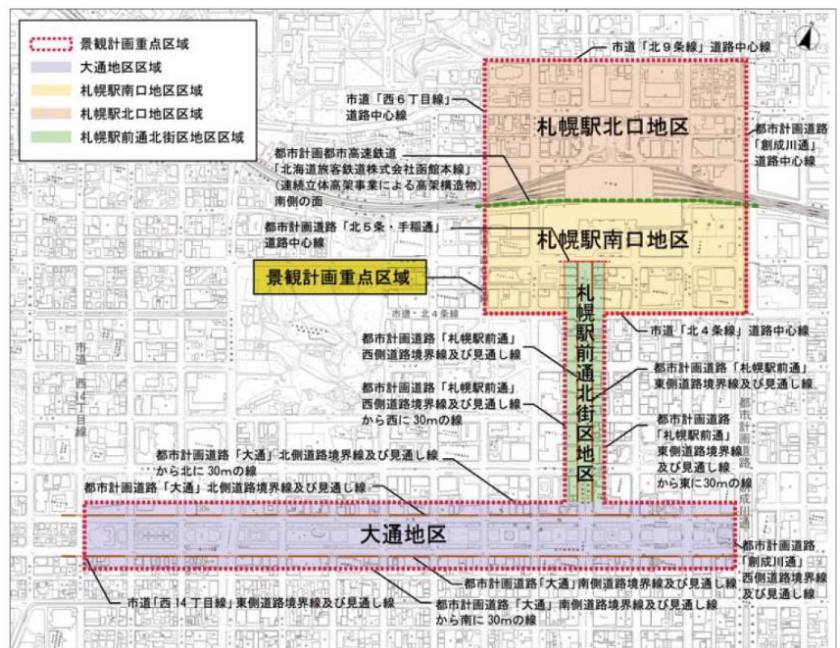 景観計画重点区域
大通地区区域
札幌駅南口地区区域
札幌駅北口地区区域
札幌駅前通北街区地区区域
市道「北9条線」道路中心線
市道「西6丁目線」
道路中心線
札幌駅北口地区
都市計画道路
「創成川通」
道路中心線
都市計画都市高速鉄道
「北海道旅客鉄道株式会社函館本線」
(連続立体高架事業による高架構造物)
南側の面
都市計画道路「北5条・手稲通」
道路中心線
札幌駅南口地区
景観計画重点区域
市道・北4条線
市道「北4条線」道路中心線
札幌駅前通北街区地区
都市計画道路「札幌駅前通」
西側道路境界線及び見通し線
都市計画道路「札幌駅前通」
東側道路境界線及び見通し線
都市計画道路「札幌駅前通」
西側道路境界線及び見通し線
から西に30mの線
都市計画道路
「札幌駅前通」
東側道路境界線
及び見通し線
から東に30mの線
市道 西14丁目線
都市計画道路 創成川通
都市計画道路「大通」北側道路境界線及び見通し線
から北に30mの線
都市計画道路「大通」北側道路境界線及び見通し線
大通地区
都市計画道路
「創成川通」
西側道路境界線
及び見通し線
都市計画道路「大通」南側道路境界線及び見通し線
市道「西14丁目線」東側道路境界線及び見通し線
都市計画道路「大通」南側道路境界線及び見通し線
から南に30mの線